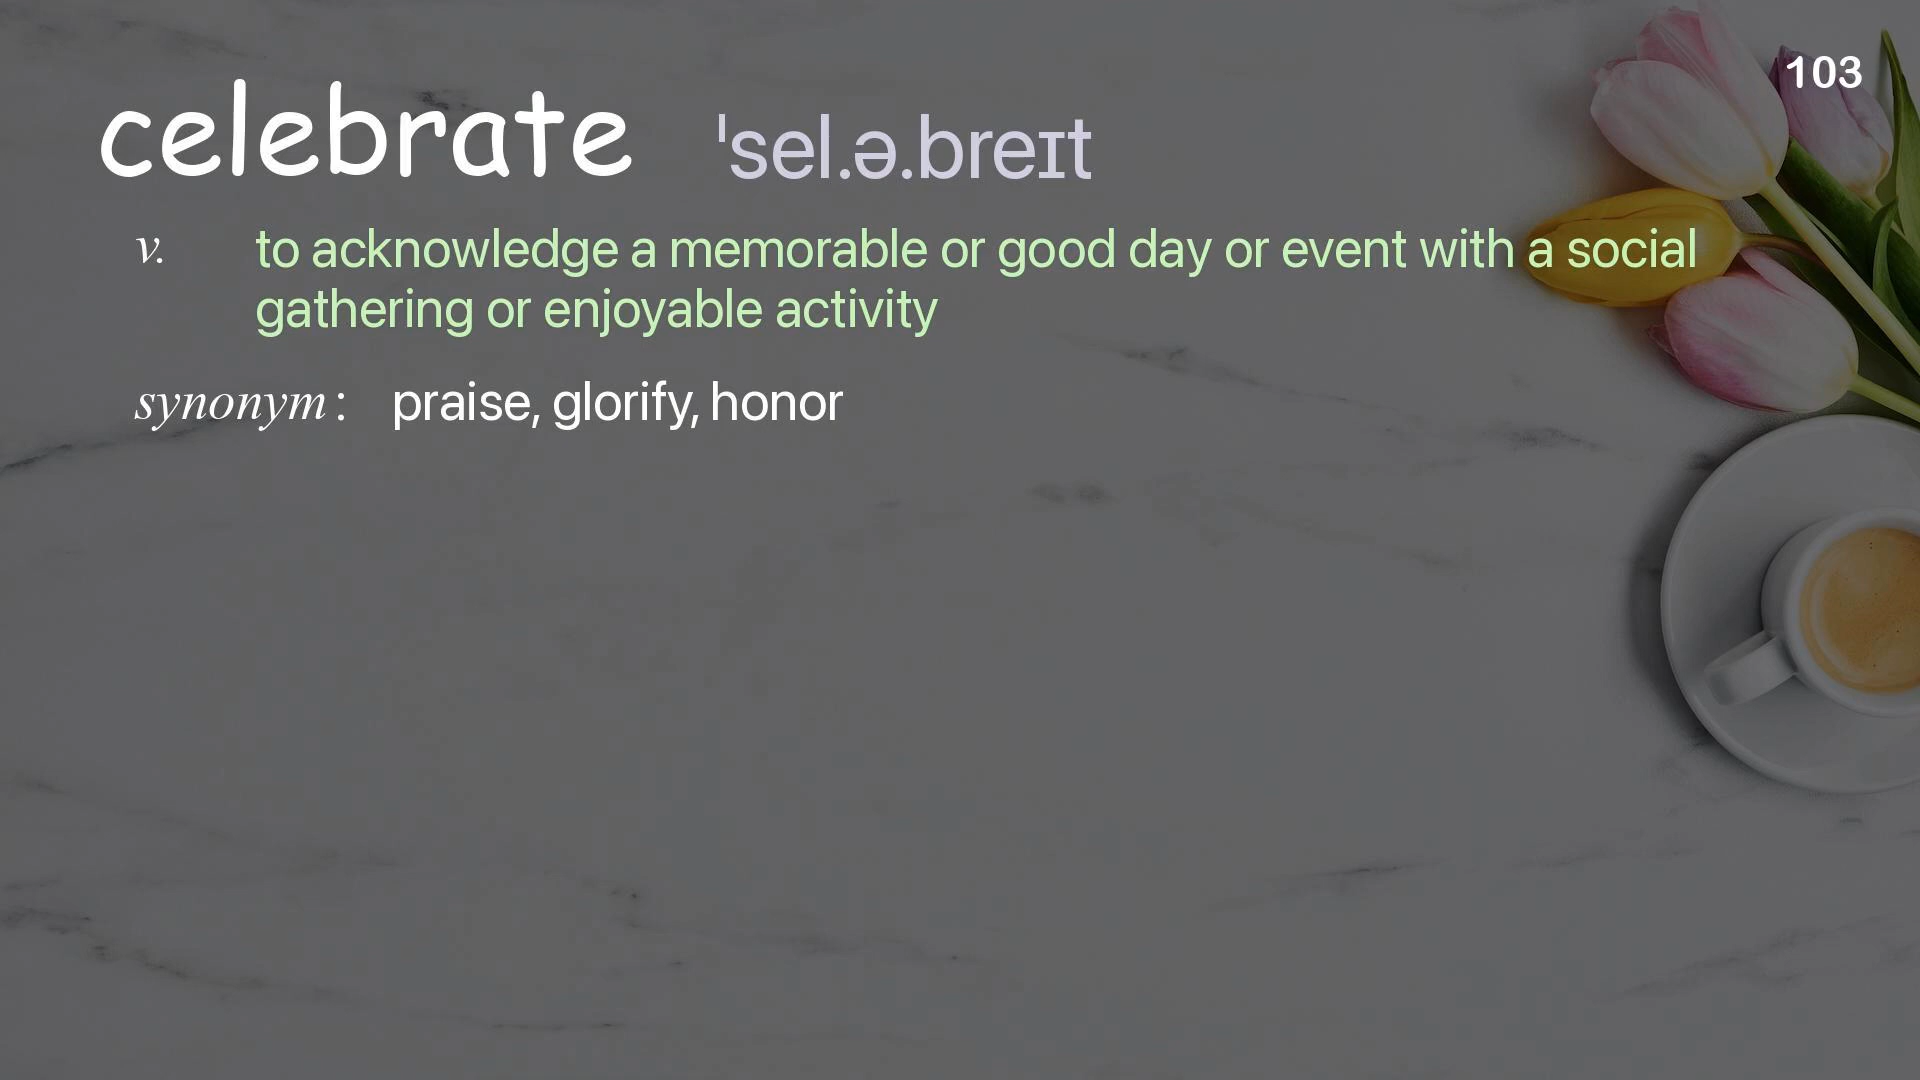 103
celebrate ˈsel.ə.breɪt
v. to acknowledge a memorable or good day or event with a social
gathering or enjoyable activity
synonym : praise, glorify, honor